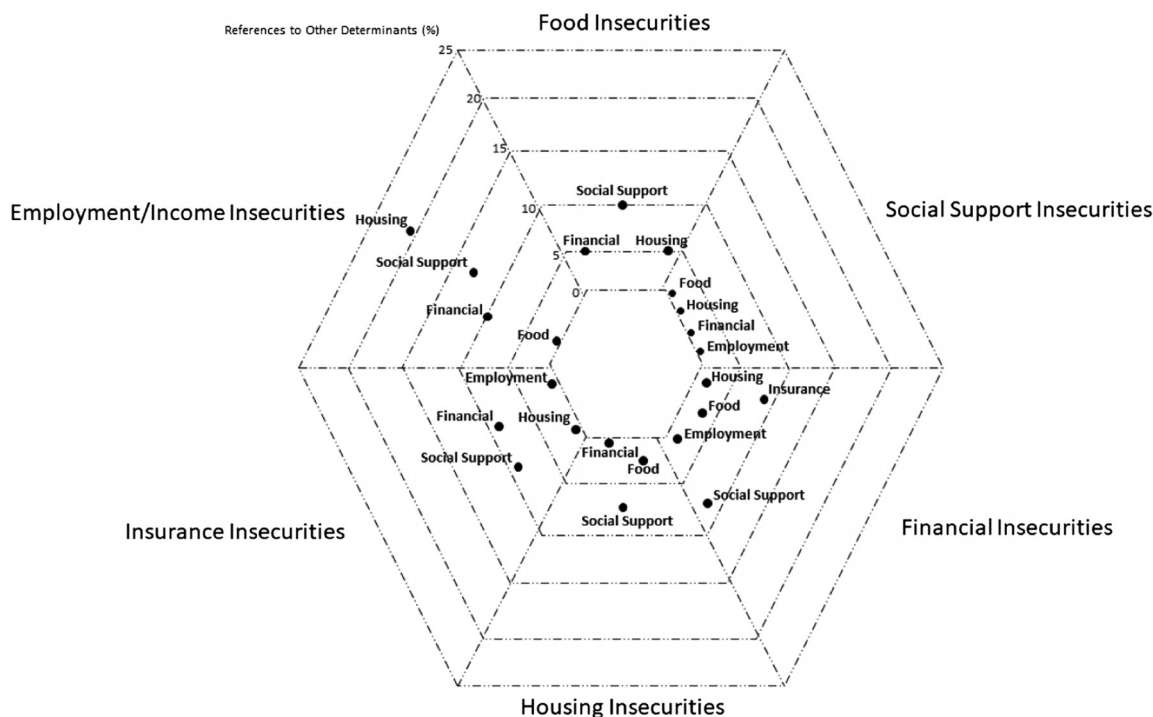 Food Insecurities
References to Other Determinants (%)
25
20
15
10
5
0
Social Support
Financial
Housing
Employment/Income Insecurities
Housing
Social Support
Financial
Food
Social Support Insecurities
Food
Housing
Financial
Employment
Employment
Financial
Housing
Social Support
Insurance Insecurities
Housing
Insurance
Food
Employment
Social Support
Financial Insecurities
Financial
Food
Social Support
Housing Insecurities